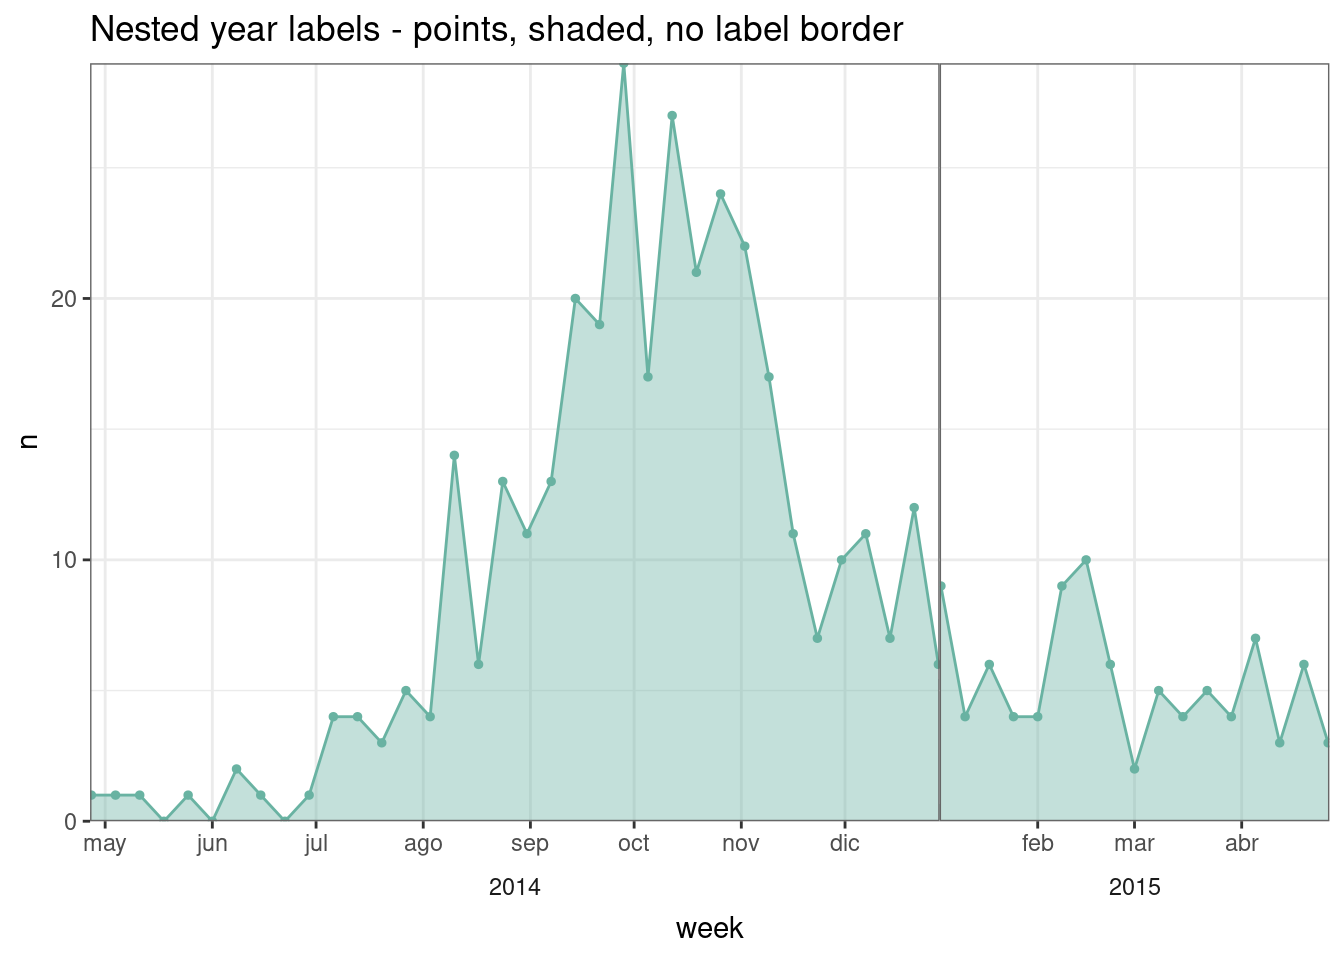 Nested year labels - points, shaded, no label border
n
20
10
0
may jun jul ago sep oct nov dic feb mar abr
2014 2015
week